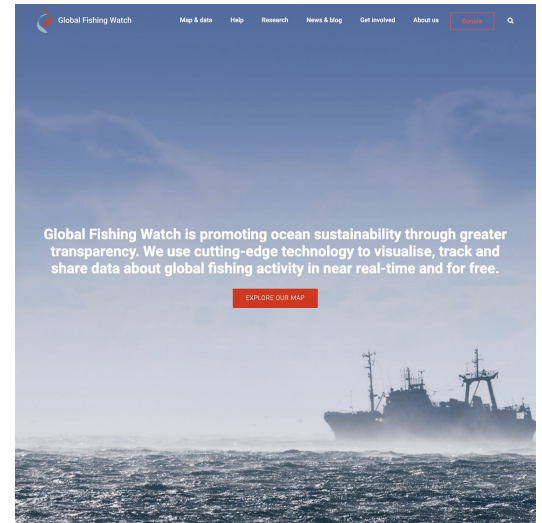 Global Fishing Watch
Map & data
Help
Research
News & blog
Get involved
About us
Donate
Global Fishing Watch is promoting ocean sustainability through greater
transparency. We use cutting-edge technology to visualise, track and
share data about global fishing activity in near real-time and for free.
EXPLORE OUR MAP